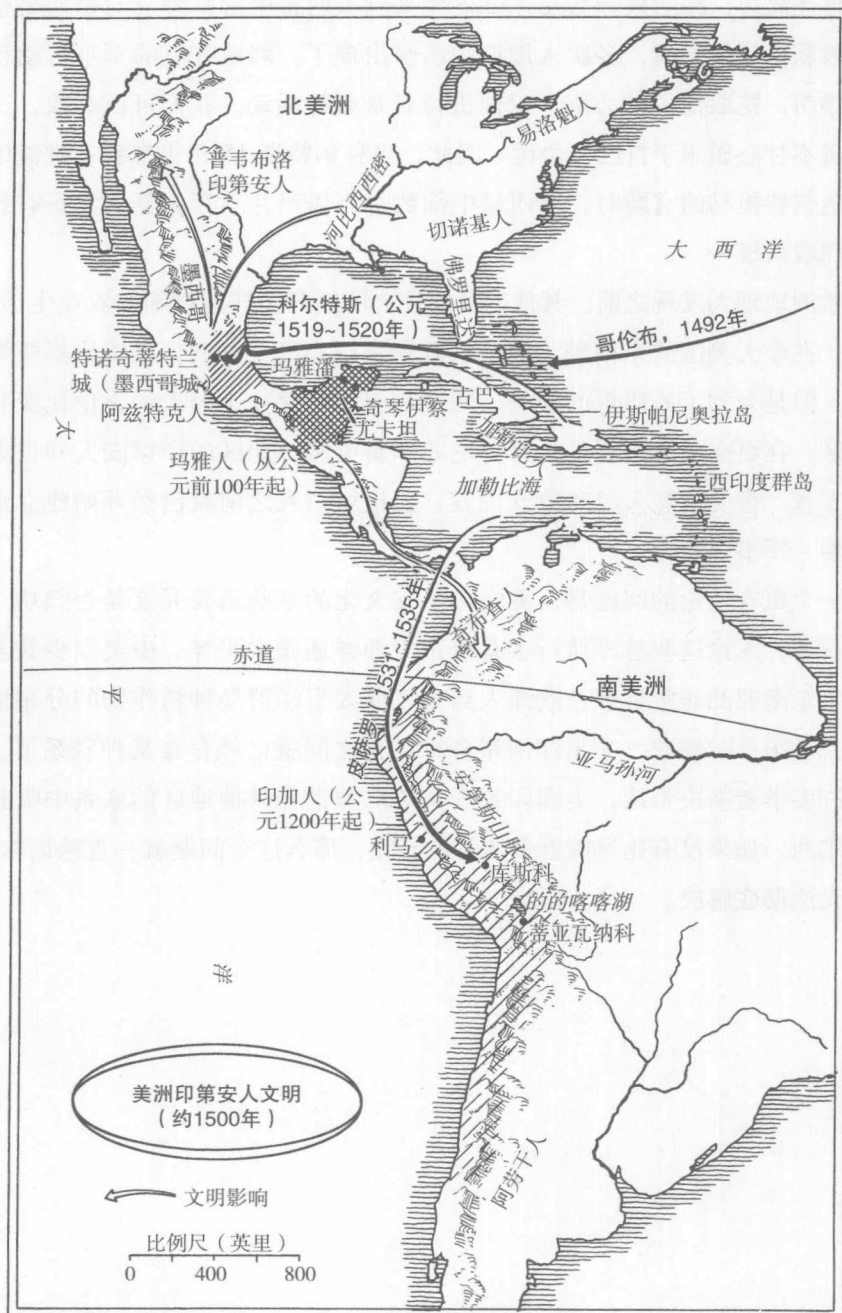 北美洲
易洛魁人
普韦布洛
印第安人
密西西比河
切诺基人
大西洋
墨西哥
佛罗里达
科尔特斯（公元
1519~1520年）
哥伦布，1492年
特诺奇蒂特兰
城（墨西哥城）
玛雅潘
阿兹特克人
奇琴伊察
尤卡坦
古巴
伊斯帕尼奥拉岛
加勒比人
玛雅人（从公
元前100年起）
加勒比海
西印度群岛
太平洋
赤道
皮萨罗，1531~1535年
南美洲
亚马孙河
安第斯山脉
印加人（公
元1200年起）
利马
库斯科
的的喀喀湖
蒂亚瓦纳科
阿劳干人
美洲印第安人文明
（约1500年）
文明影响
比例尺（英里）
0 400 800